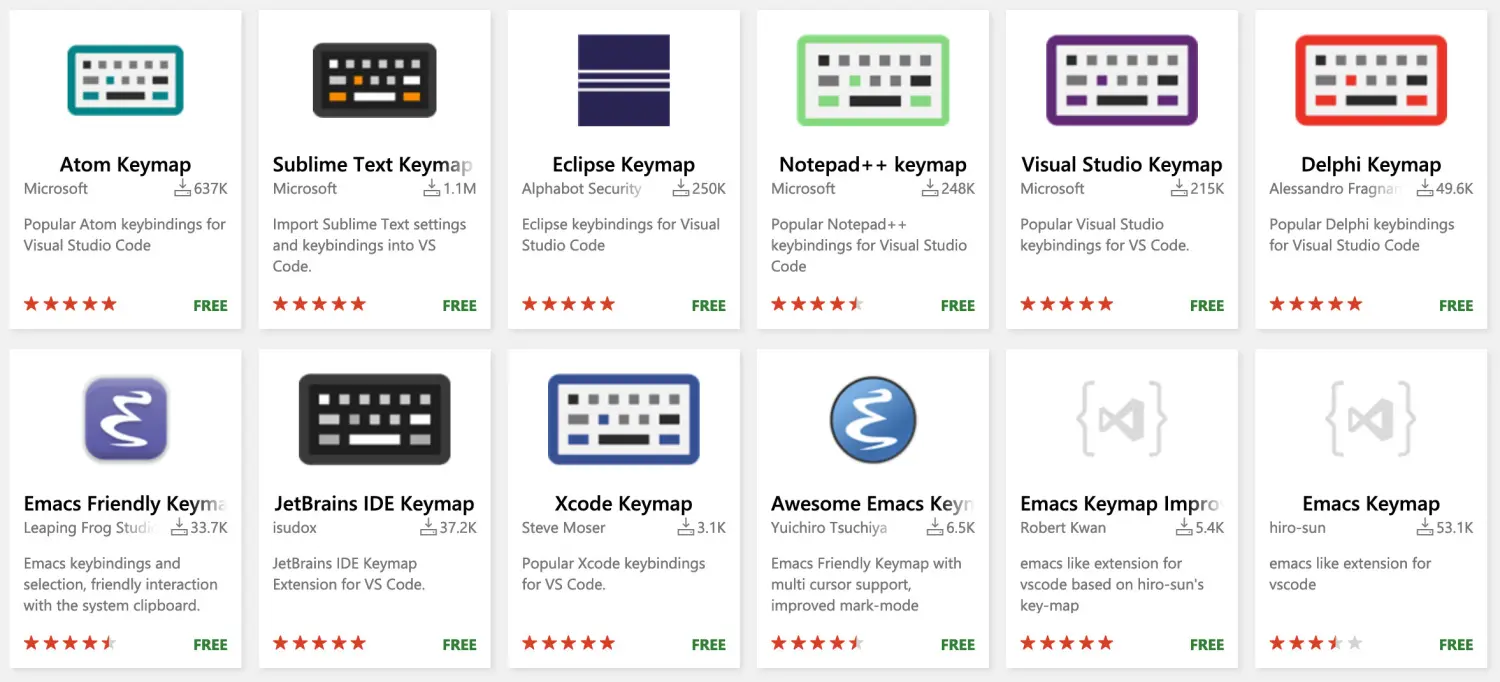 Atom Keymap
Microsoft 637K
Popular Atom keybindings for
Visual Studio Code
FREE
Sublime Text Keymap
Microsoft 1.1M
Import Sublime Text settings
and keybindings into VS
Code.
FREE
Eclipse Keymap
Alphabot Security 250K
Eclipse keybindings for Visual
Studio Code
FREE
Notepad++ keymap
Microsoft 248K
Popular Notepad++
keybindings for Visual Studio
Code
FREE
Visual Studio Keymap
Microsoft 215K
Popular Visual Studio
keybindings for VS Code.
FREE
Delphi Keymap
Alessandro Fragnar 49.6K
Popular Delphi keybindings
for Visual Studio Code
FREE
Emacs Friendly Keyma
Leaping Frog Studio 33.7K
Emacs keybindings and
selection, friendly interaction
with the system clipboard.
FREE
JetBrains IDE Keymap
isudox 37.2K
JetBrains IDE Keymap
Extension for VS Code.
FREE
Xcode Keymap
Steve Moser 3.1K
Popular Xcode keybindings
for VS Code.
FREE
Awesome Emacs Keyn
Yuichiro Tsuchiya 6.5K
Emacs Friendly Keymap with
multi cursor support,
improved mark-mode
FREE
Emacs Keymap Impro
Robert Kwan 5.4K
emacs like extension for
vscode based on hiro-sun's
key-map
FREE
Emacs Keymap
hiro-sun 53.1K
emacs like extension for
vscode
FREE